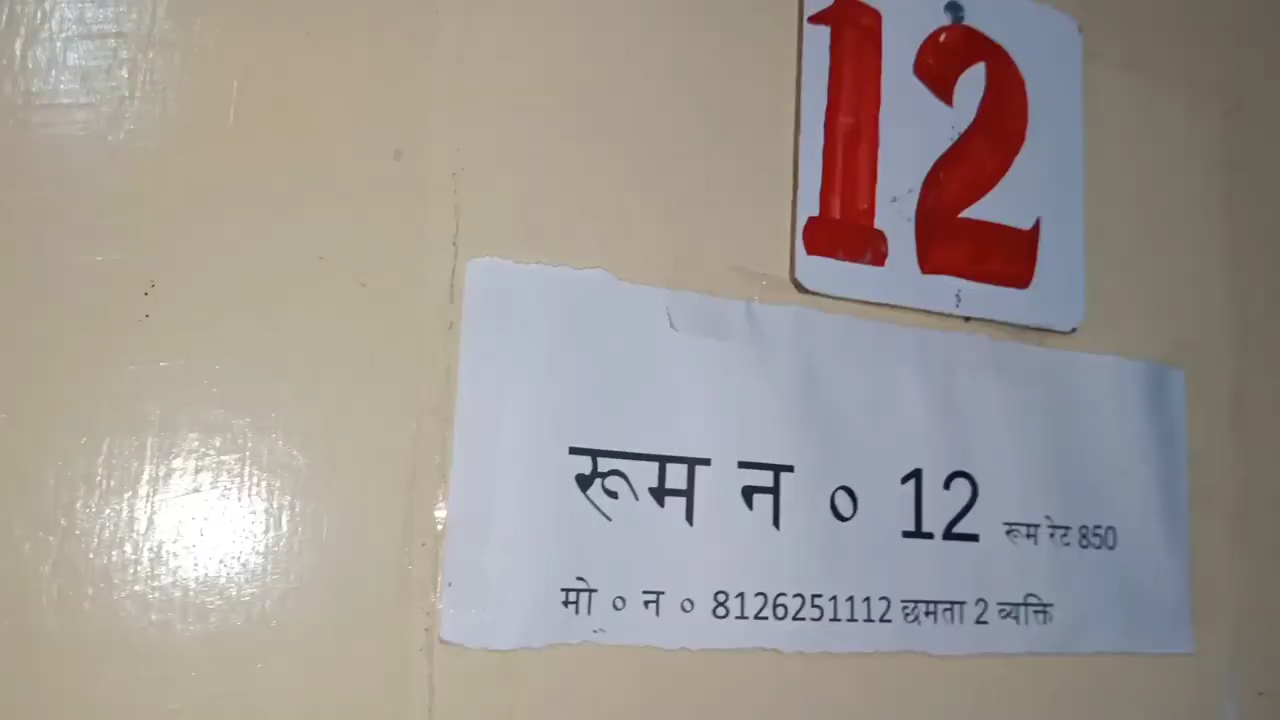 12
रूम न ० 12 रूम रेट 850
मो ० न ० 8126251112 छमता 2 व्यक्ति